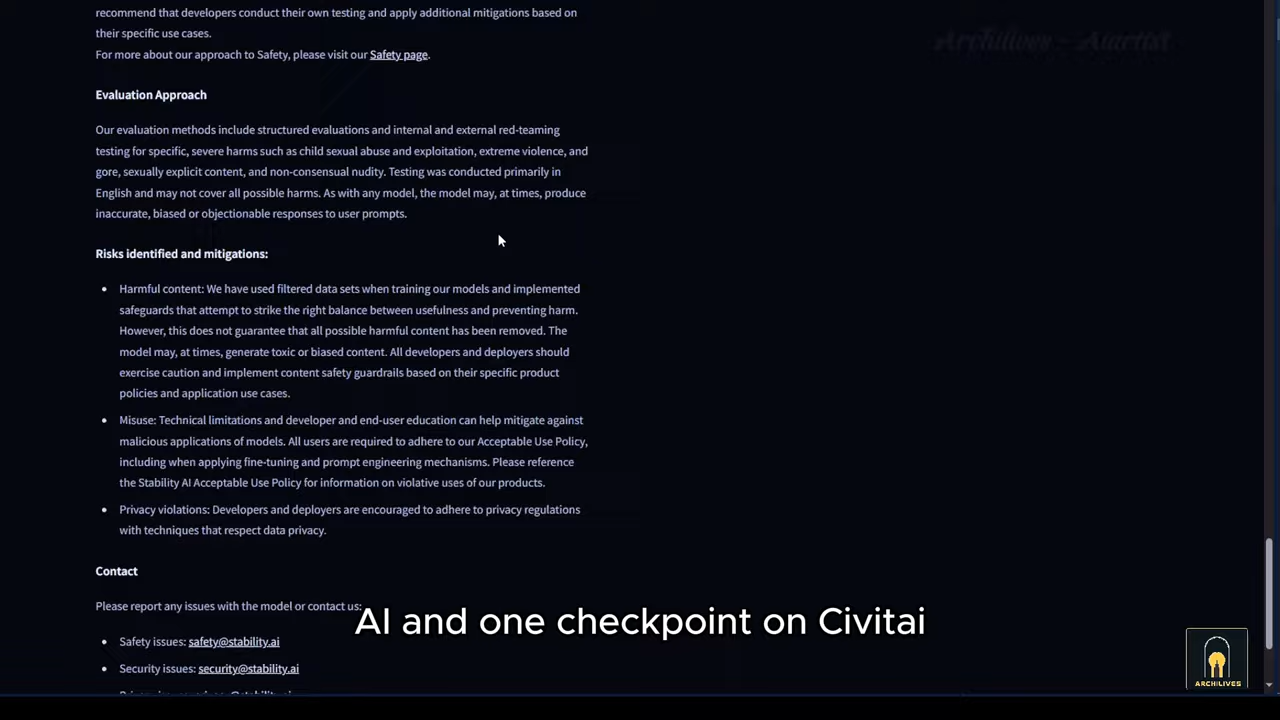 recommend that developers conduct their own testing and apply additional mitigations based on
their specific use cases.
For more about our approach to Safety, please visit our Safety page.
Archilives - Aiartist
Evaluation Approach
Our evaluation methods include structured evaluations and internal and external red-teaming
testing for specific, severe harms such as child sexual abuse and exploitation, extreme violence, and
gore, sexually explicit content, and non-consensual nudity. Testing was conducted primarily in
English and may not cover all possible harms. As with any model, the model may, at times, produce
inaccurate, biased or objectionable responses to user prompts.
Risks identified and mitigations:
Harmful content: We have used filtered data sets when training our models and implemented
safeguards that attempt to strike the right balance between usefulness and preventing harm.
However, this does not guarantee that all possible harmful content has been removed. The
model may, at times, generate toxic or biased content. All developers and deployers should
exercise caution and implement content safety guardrails based on their specific product
policies and application use cases.
Misuse: Technical limitations and developer and end-user education can help mitigate against
malicious applications of models. All users are required to adhere to our Acceptable Use Policy,
including when applying fine-tuning and prompt engineering mechanisms. Please reference
the Stability AI Acceptable Use Policy for information on violative uses of our products.
Privacy violations: Developers and deployers are encouraged to adhere to privacy regulations
with techniques that respect data privacy.
Contact
Please report any issues with the model or contact us:
AI and one checkpoint on Civitai
Safety issues: safety@stability.ai
Security issues: security@stability.ai
ARCHILIVES